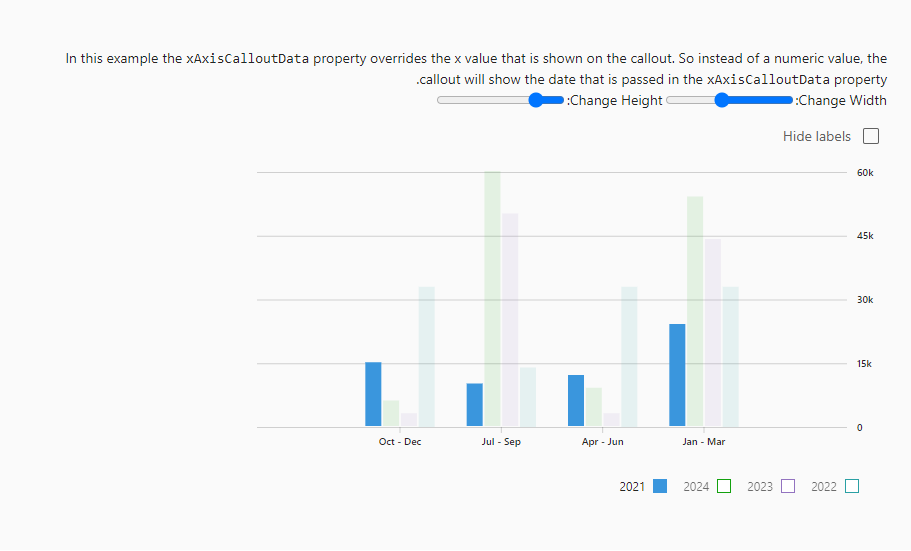 In this example the xAxisCalloutData property overrides the x value that is shown on the callout. So instead of a numeric value, the
.callout will show the date that is passed in the xAxisCalloutData property
:Change Height :Change Width
Hide labels
60k
45k
30k
15k
0
Oct - Dec Jul - Sep Apr - Jun Jan - Mar
2021 2024 2023 2022